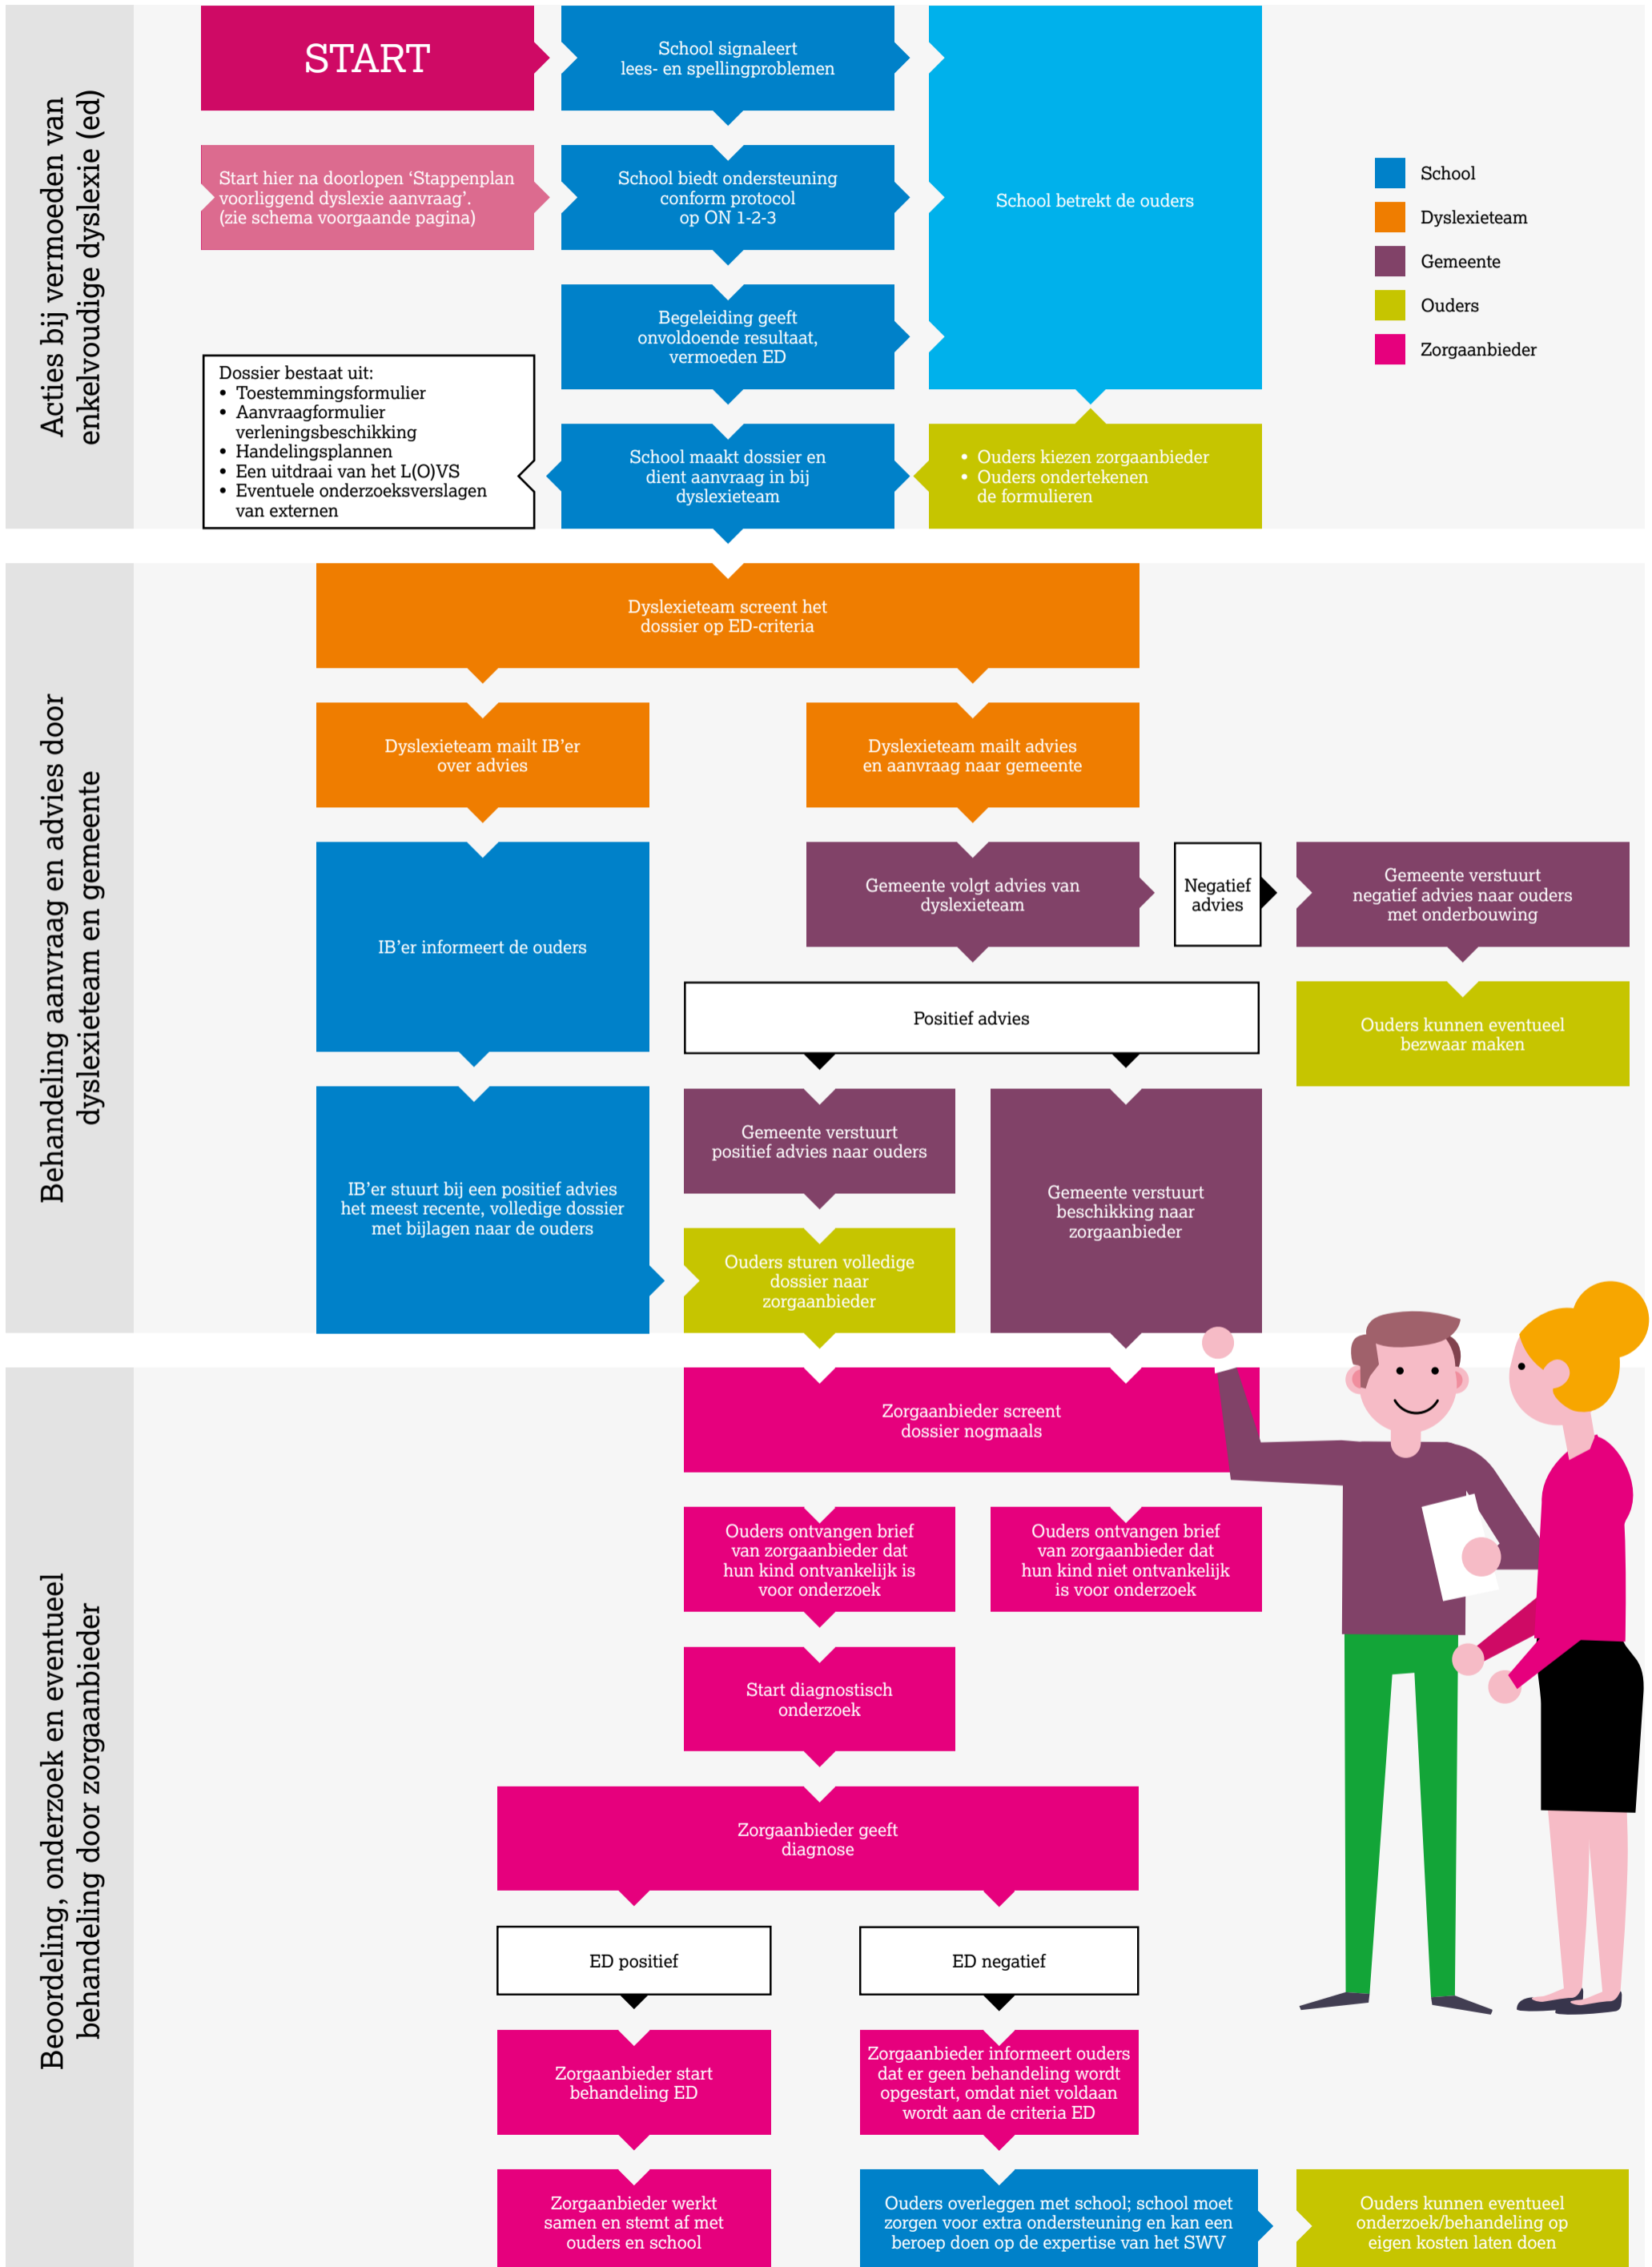 Acties bij vermoeden van
enkelvoudige dyslexie (ed)
START
School signaleert
lees- en spellingproblemen
Start hier na doorlopen ‘Stappenplan
voorliggend dyslexie aanvraag’.
(zie schema voorgaande pagina)
School biedt ondersteuning
conform protocol
op ON 1-2-3
School betrekt de ouders
School
Dyslexieteam
Gemeente
Ouders
Zorgaanbieder
Begeleiding geeft
onvoldoende resultaat,
vermoeden ED
Dossier bestaat uit:
• Toestemmingsformulier
• Aanvraagformulier
verleningsbeschikking
• Handelingsplannen
• Een uitdraai van het L(O)VS
• Eventuele onderzoeksverslagen
van externen
School maakt dossier en
dient aanvraag in bij
dyslexieteam
• Ouders kiezen zorgaanbieder
• Ouders ondertekenen
de formulieren
Behandeling aanvraag en advies door
dyslexieteam en gemeente
Dyslexieteam screent het
dossier op ED-criteria
Dyslexieteam mailt IB’er
over advies
Dyslexieteam mailt advies
en aanvraag naar gemeente
IB’er informeert de ouders
Gemeente volgt advies van
dyslexieteam
Negatief
advies
Gemeente verstuurt
negatief advies naar ouders
met onderbouwing
Positief advies
Ouders kunnen eventueel
bezwaar maken
IB’er stuurt bij een positief advies
het meest recente, volledige dossier
met bijlagen naar de ouders
Gemeente verstuurt
positief advies naar ouders
Gemeente verstuurt
beschikking naar
zorgaanbieder
Ouders sturen volledige
dossier naar
zorgaanbieder
Beoordeling, onderzoek en eventueel
behandeling door zorgaanbieder
Zorgaanbieder screent
dossier nogmaals
Ouders ontvangen brief
van zorgaanbieder dat
hun kind ontvankelijk is
voor onderzoek
Ouders ontvangen brief
van zorgaanbieder dat
hun kind niet ontvankelijk
is voor onderzoek
Start diagnostisch
onderzoek
Zorgaanbieder geeft
diagnose
ED positief
ED negatief
Zorgaanbieder start
behandeling ED
Zorgaanbieder informeert ouders
dat er geen behandeling wordt
opgestart, omdat niet voldaan
wordt aan de criteria ED
Zorgaanbieder werkt
samen en stemt af met
ouders en school
Ouders overleggen met school; school moet
zorgen voor extra ondersteuning en kan een
beroep doen op de expertise van het SWV
Ouders kunnen eventueel
onderzoek/behandeling op
eigen kosten laten doen